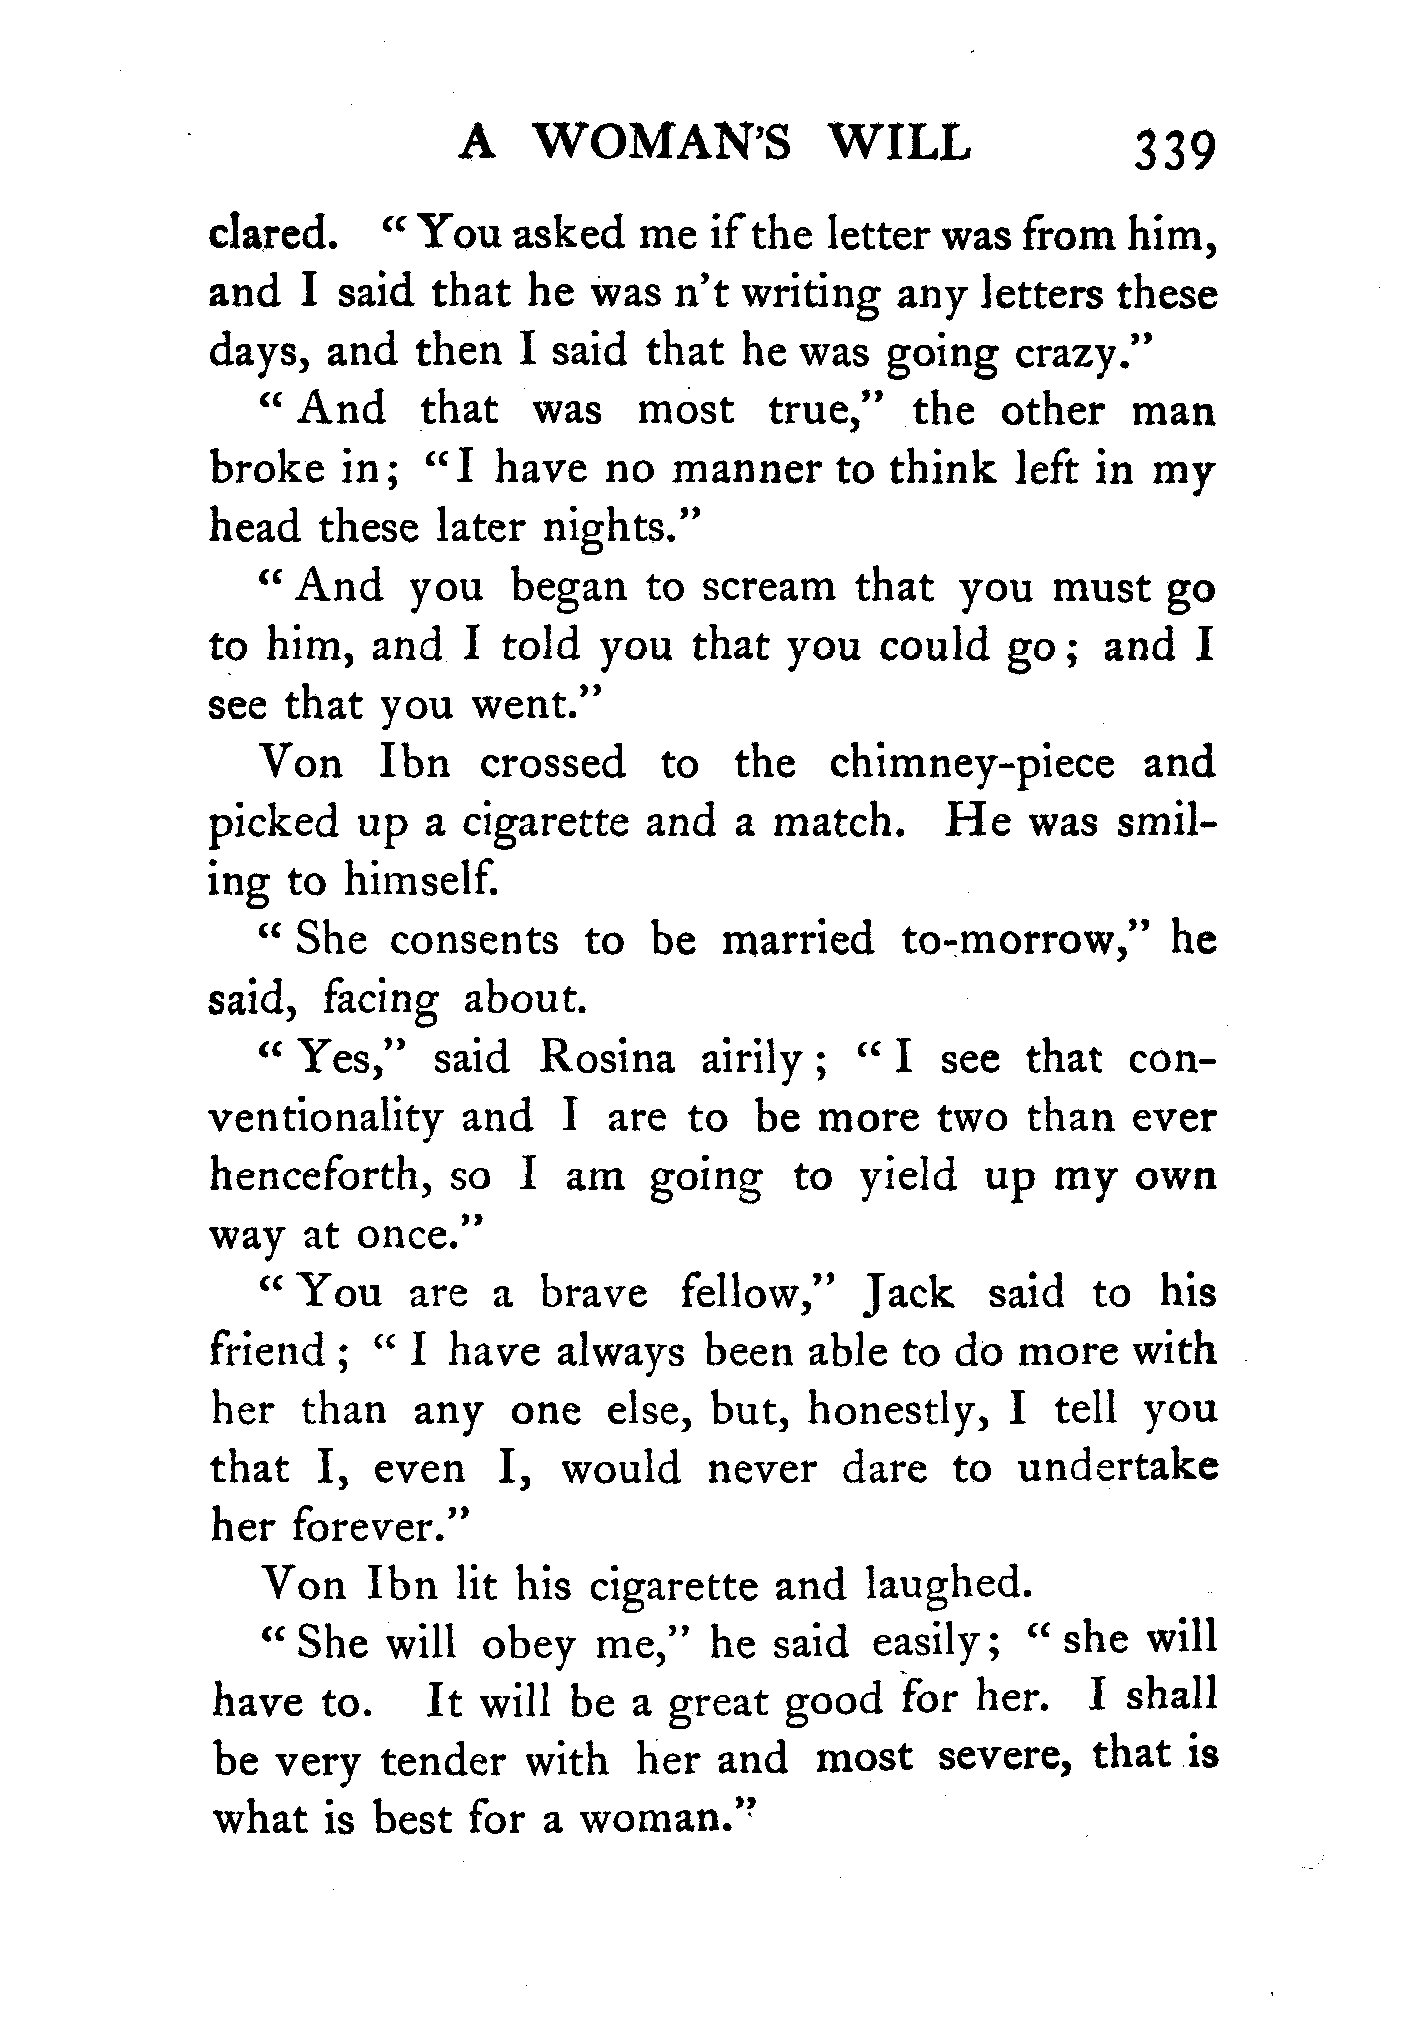 A WOMAN'S WILL 339
clared. "You asked me if the letter was from him,
and I said that he was n't writing any letters these
days, and then I said that he was going crazy."
"And that was most true," the other man
broke in; "I have no manner to think left in my
head these later nights."
"And you began to scream that you must go
to him, and I told you that you could go; and I
see that you went."
Von Ibn crossed to the chimney-piece and
picked up a cigarette and a match. He was smil-
ing to himself.
"She consents to be married to-morrow," he
said, facing about.
"Yes," said Rosina airily; "I see that con-
ventionality and I are to be more two than ever
henceforth, so I am going to yield up my own
way at once."
"You are a brave fellow," Jack said to his
friend; "I have always been able to do more with
her than any one else, but, honestly, I tell you
that I, even I, would never dare to undertake
her forever."
Von Ibn lit his cigarette and laughed.
"She will obey me," he said easily; "she will
have to. It will be a great good for her. I shall
be very tender with her and most severe, that is
what is best for a woman."